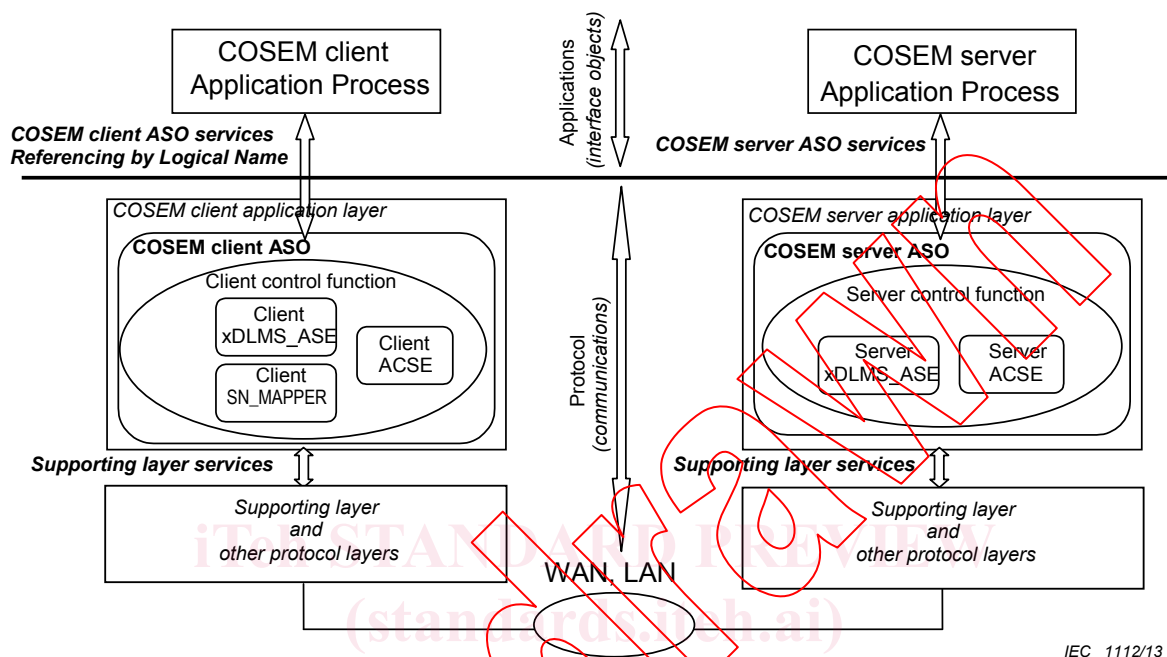 COSEM client
Application Process
COSEM client ASO services
Referencing by Logical Name
Applications
(interface objects)
COSEM server
Application Process
COSEM server ASO services
COSEM client application layer
COSEM client ASO
Client control function
Client
xDLMS_ASE
Client
ACSE
Client
SN_MAPPER
Protocol
(communications)
COSEM server application layer
COSEM server ASO
Server control function
Server
xDLMS_ASE
Server
ACSE
Supporting layer services
Supporting layer services
Supporting layer
and
other protocol layers
Supporting layer
and
other protocol layers
iTeh STANDARD PREVIEW
WAN, LAN
(standards.iteh.ai)
IEC 1112/13